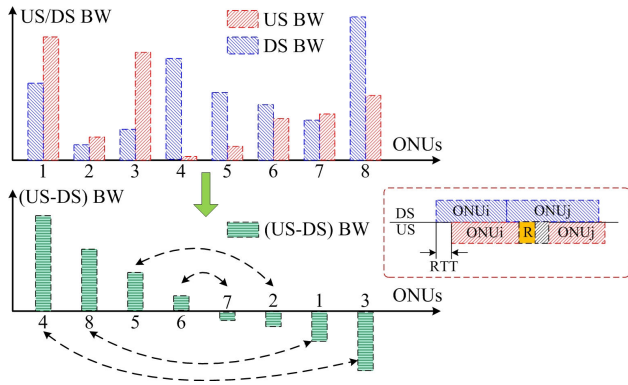 US/DS BW
US BW
DS BW
ONUs
1 2 3 4 5 6 7 8
(US-DS) BW
(US-DS) BW
ONUs
4 8 5 6 7 2 1 3
DS
ONUi ONUj
US
ONUi R ONUj
RTT